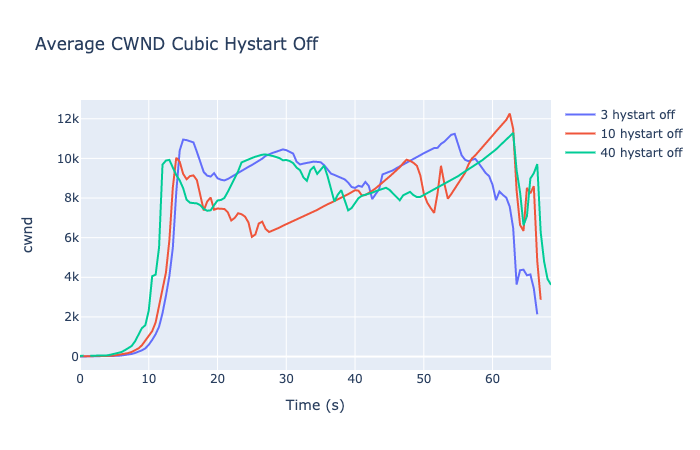 Average CWND Cubic Hystart Off
12k
10k
8k
6k
4k
2k
0
cwnd
0 10 20 30 40 50 60
Time (s)
3 hystart off
10 hystart off
40 hystart off